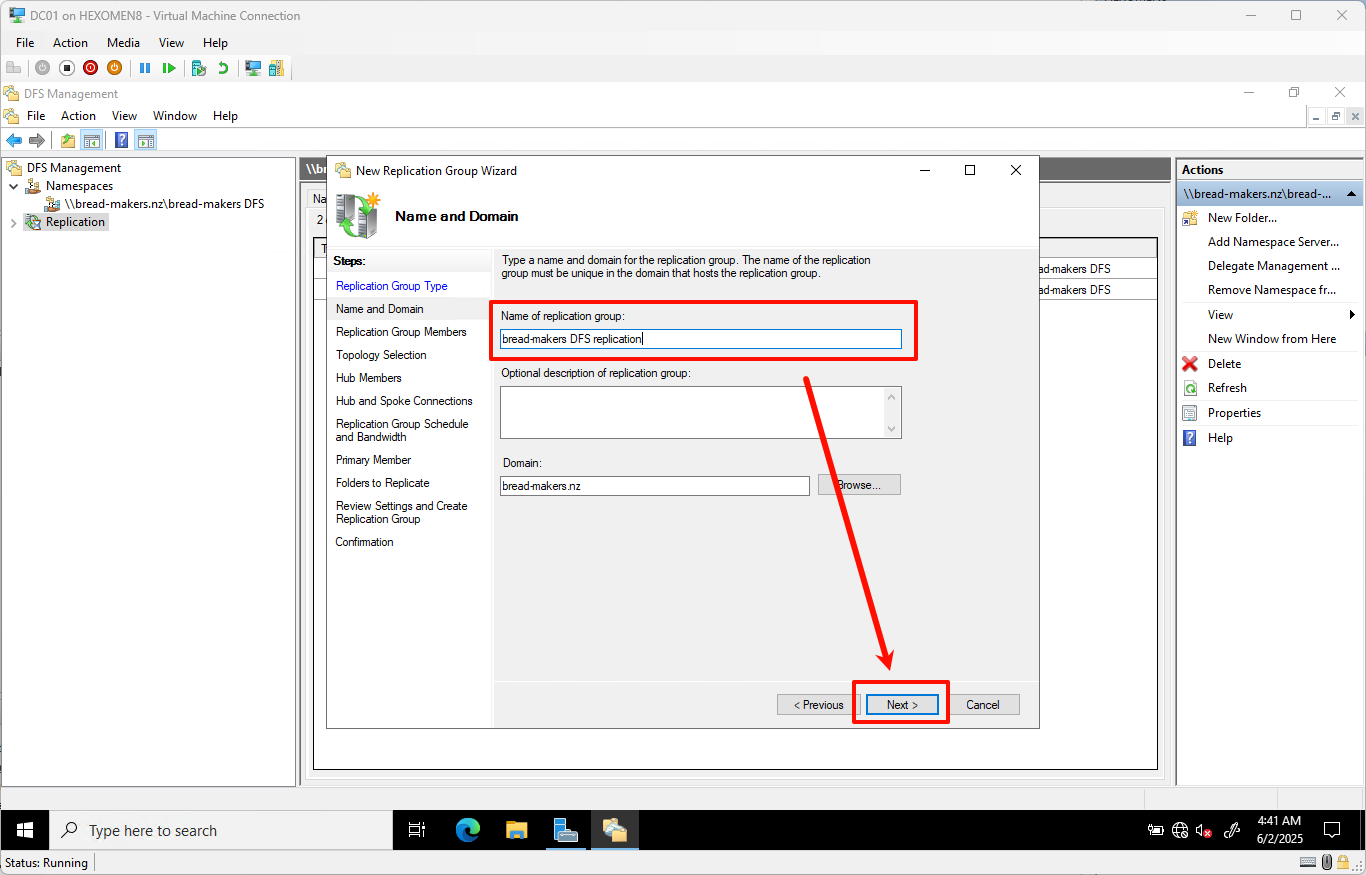 DC01 on HEXOMEN8 - Virtual Machine Connection
File Action Media View Help
DFS Management
File Action View Window Help
DFS Management
Namespaces
\\bread-makers.nz\bread-makers DFS
Replication
\\br
Na
2
T
ad-makers DFS
ad-makers DFS
New Replication Group Wizard
Name and Domain
Steps:
Replication Group Type
Name and Domain
Replication Group Members
Topology Selection
Hub Members
Hub and Spoke Connections
Replication Group Schedule
and Bandwidth
Primary Member
Folders to Replicate
Review Settings and Create
Replication Group
Confirmation
Type a name and domain for the replication group. The name of the replication
group must be unique in the domain that hosts the replication group.
Name of replication group:
bread-makers DFS replication
Optional description of replication group:
Domain:
bread-makers.nz
Browse...
< Previous Next > Cancel
Actions
\\bread-makers.nz\bread-...
New Folder...
Add Namespace Server...
Delegate Management ...
Remove Namespace fr...
View
New Window from Here
Delete
Refresh
Properties
Help
Type here to search
4:41 AM
6/2/2025
Status: Running